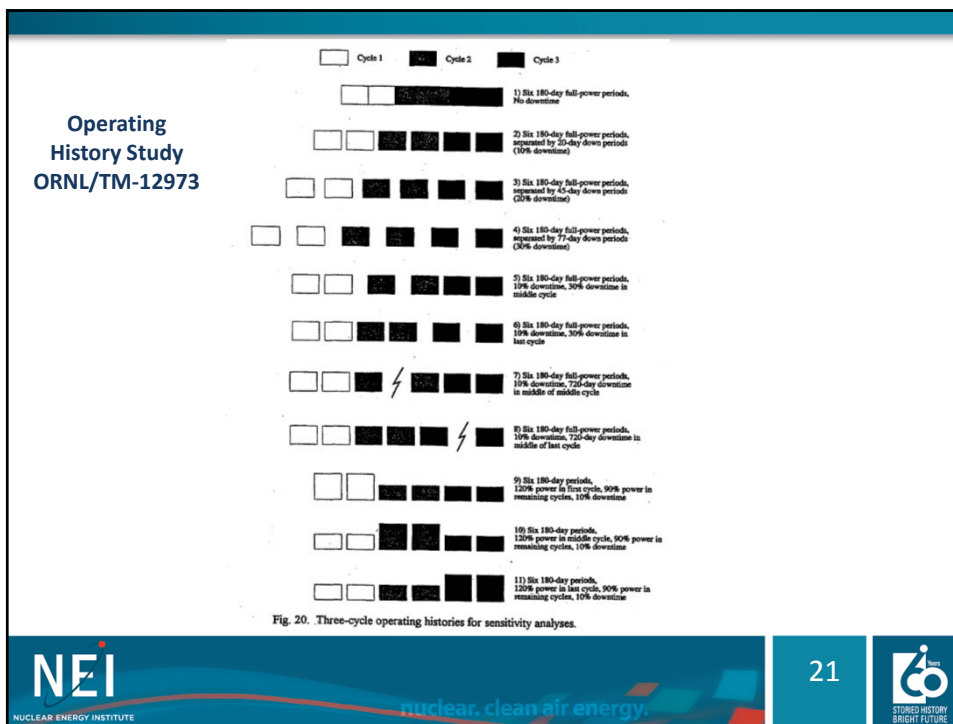 Operating
History Study
ORNL/TM-12973
Cycle 1 Cycle 2 Cycle 3
1) Six 180-day full-power periods,
No downtime
2) Six 180-day full-power periods,
separated by 20-day down periods
(10% downtime)
3) Six 180-day full-power periods,
separated by 45-day down periods
(20% downtime)
4) Six 180-day full-power periods,
separated by 77-day down periods
(30% downtime)
5) Six 180-day full-power periods,
10% downtime, 30% downtime in
middle cycle
6) Six 180-day full-power periods,
10% downtime, 30% downtime in
last cycle
7) Six 180-day full-power periods,
10% downtime, 720-day downtime
in middle of middle cycle
8) Six 180-day full-power periods,
10% downtime, 720-day downtime in
middle of last cycle
9) Six 180-day periods,
120% power in first cycle, 90% power in
remaining cycles, 10% downtime
10) Six 180-day periods,
120% power in middle cycle, 90% power in
remaining cycles, 10% downtime
11) Six 180-day periods,
120% power in last cycle, 90% power in
remaining cycles, 10% downtime
Fig. 20. Three-cycle operating histories for sensitivity analyses.
NEI
NUCLEAR ENERGY INSTITUTE
nuclear. clean air energy.
21
60 Years
STORIED HISTORY
BRIGHT FUTURE